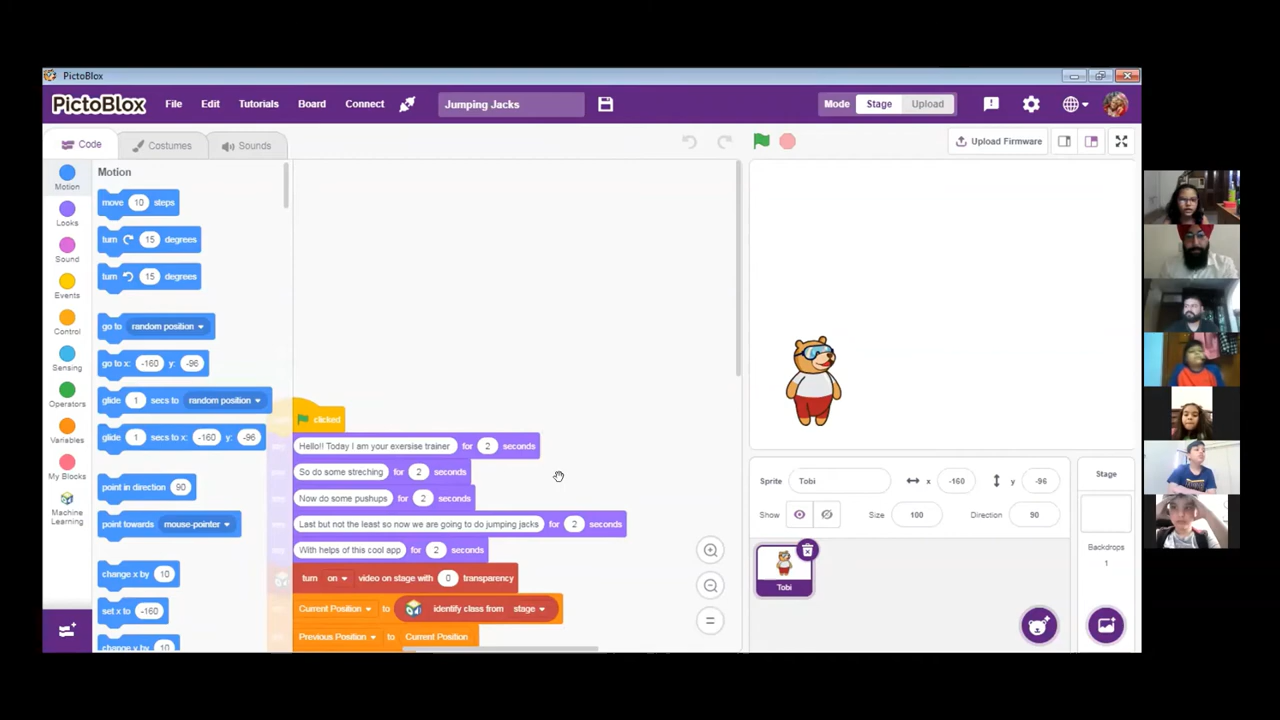 PictoBlox
PictoBlox File Edit Tutorials Board Connect Jumping Jacks Mode Stage Upload
Code Costumes Sounds Upload Firmware
Motion
Looks
Sound
Events
Control
Sensing
Operators
Variables
My Blocks
Machine
Learning
Motion
move 10 steps
turn 15 degrees
turn 15 degrees
go to random position
go to x: -160 y: -96
glide 1 secs to random position
glide 1 secs to x: -160 y: -96
point in direction 90
point towards mouse-pointer
change x by 10
set x to -160
change y by 10
clicked
Hello!! Today I am your exersise trainer for 2 seconds
So do some streching for 2 seconds
Now do some pushups for 2 seconds
Last but not the least so now we are going to do jumping jacks for 2 seconds
With helps of this cool app for 2 seconds
turn on video on stage with 0 transparency
Current Position to identify class from stage
Previous Position to Current Position
Sprite Tobi x -160 y -96
Show Size 100 Direction 90
Tobi
Stage
Backdrops
1